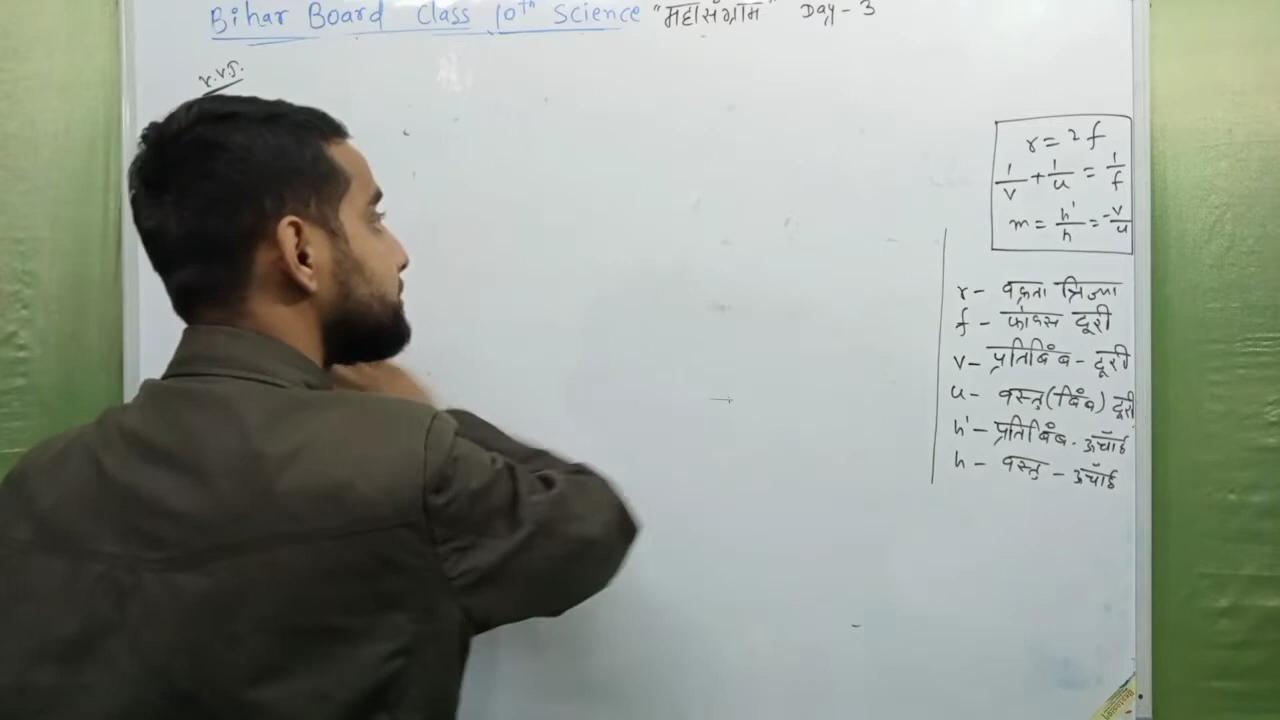 Bihar Board Class 10th Science "महासंग्राम" Day - 3
V.V.I.
r = 2f
1/v + 1/u = 1/f
m = h'/h = -v/u
r - वक्रता त्रिज्या
f - फोकस दूरी
v - प्रतिबिंब - दूरी
u - वस्तु(बिंब) दूरी
h' - प्रतिबिंब - ऊँचाई
h - वस्तु - ऊँचाई